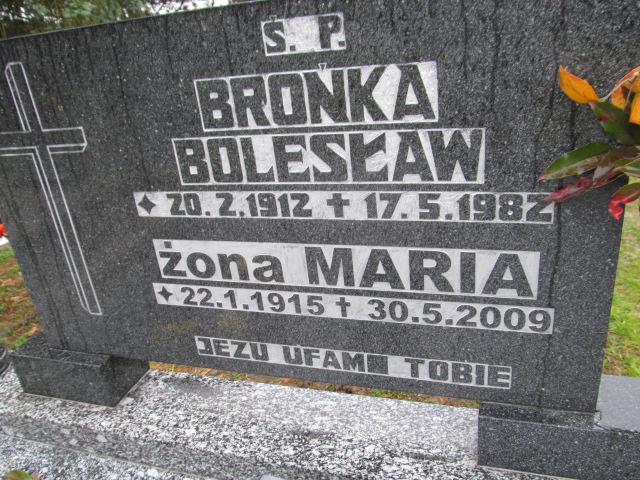 Ś. P.
BROŃKA
BOLESŁAW
✦ 20.2.1912 ✝ 17.5.1982
żona MARIA
✦ 22.1.1915 ✝ 30.5.2009
JEZU UFAM TOBIE